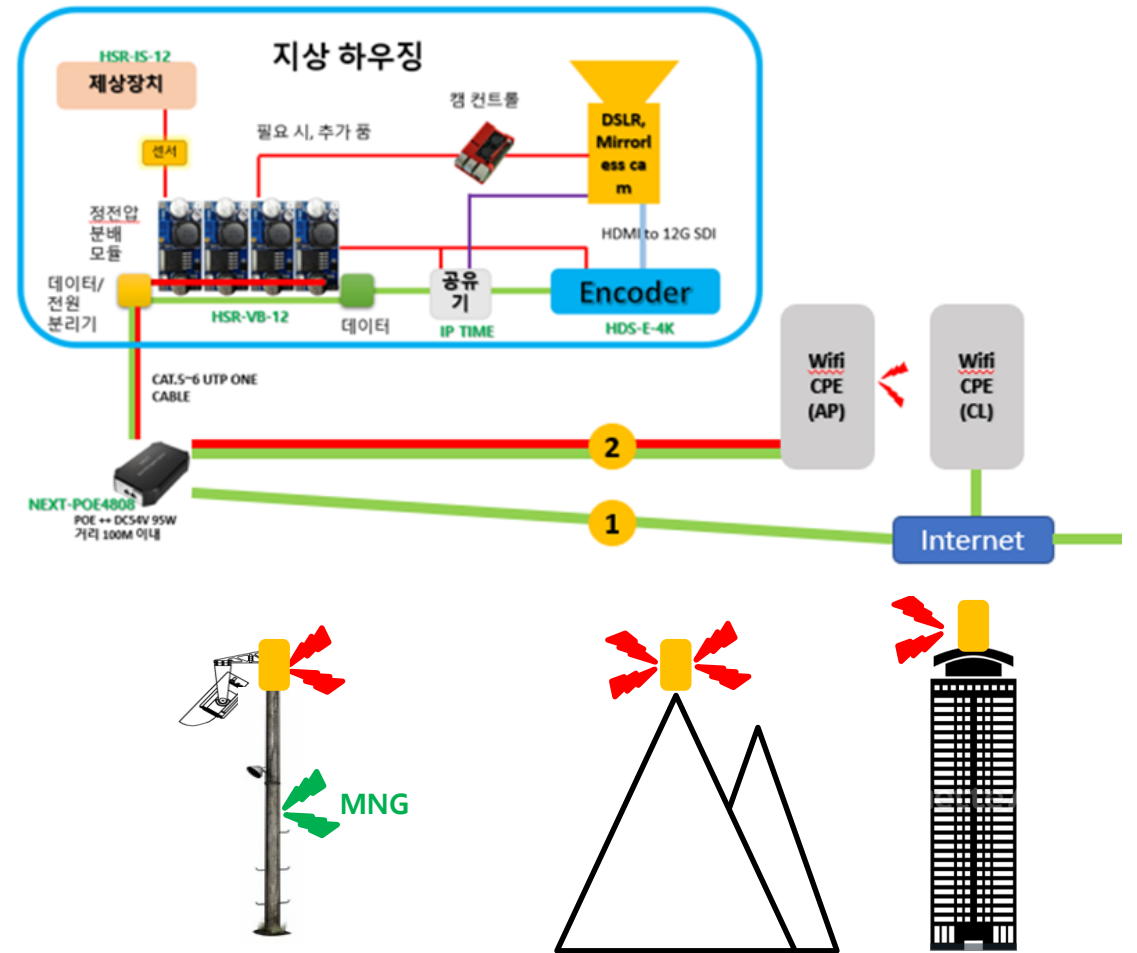 지상 하우징
HSR-IS-12
제상장치
센서
필요 시, 추가 품
캠 컨트롤
DSLR,
Mirrorl
ess ca
m
정전압
분배
모듈
HDMI to 12G SDI
데이터/
전원
분리기
HSR-VB-12
데이터
공유
기
IP TIME
Encoder
HDS-E-4K
CAT.5~6 UTP ONE
CABLE
Wifi
CPE
(AP)
Wifi
CPE
(CL)
2
NEXT-POE4808
POE ++ DC54V 95W
거리 100M 이내
1
Internet
MNG